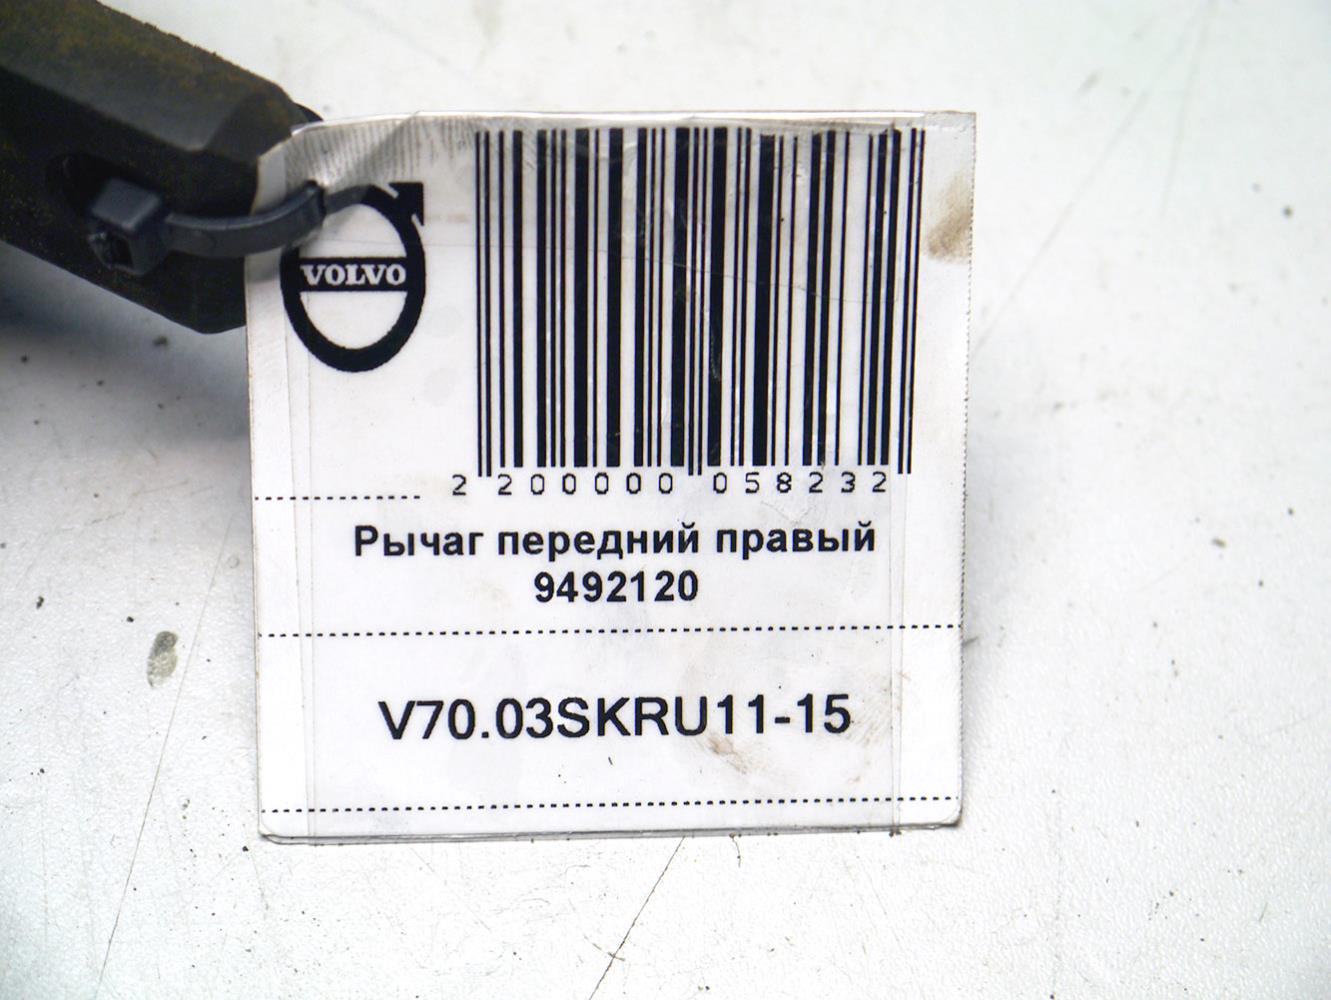 VOLVO
2 200000 058232
Рычаг передний правый
9492120
V70.03SKRU11-15